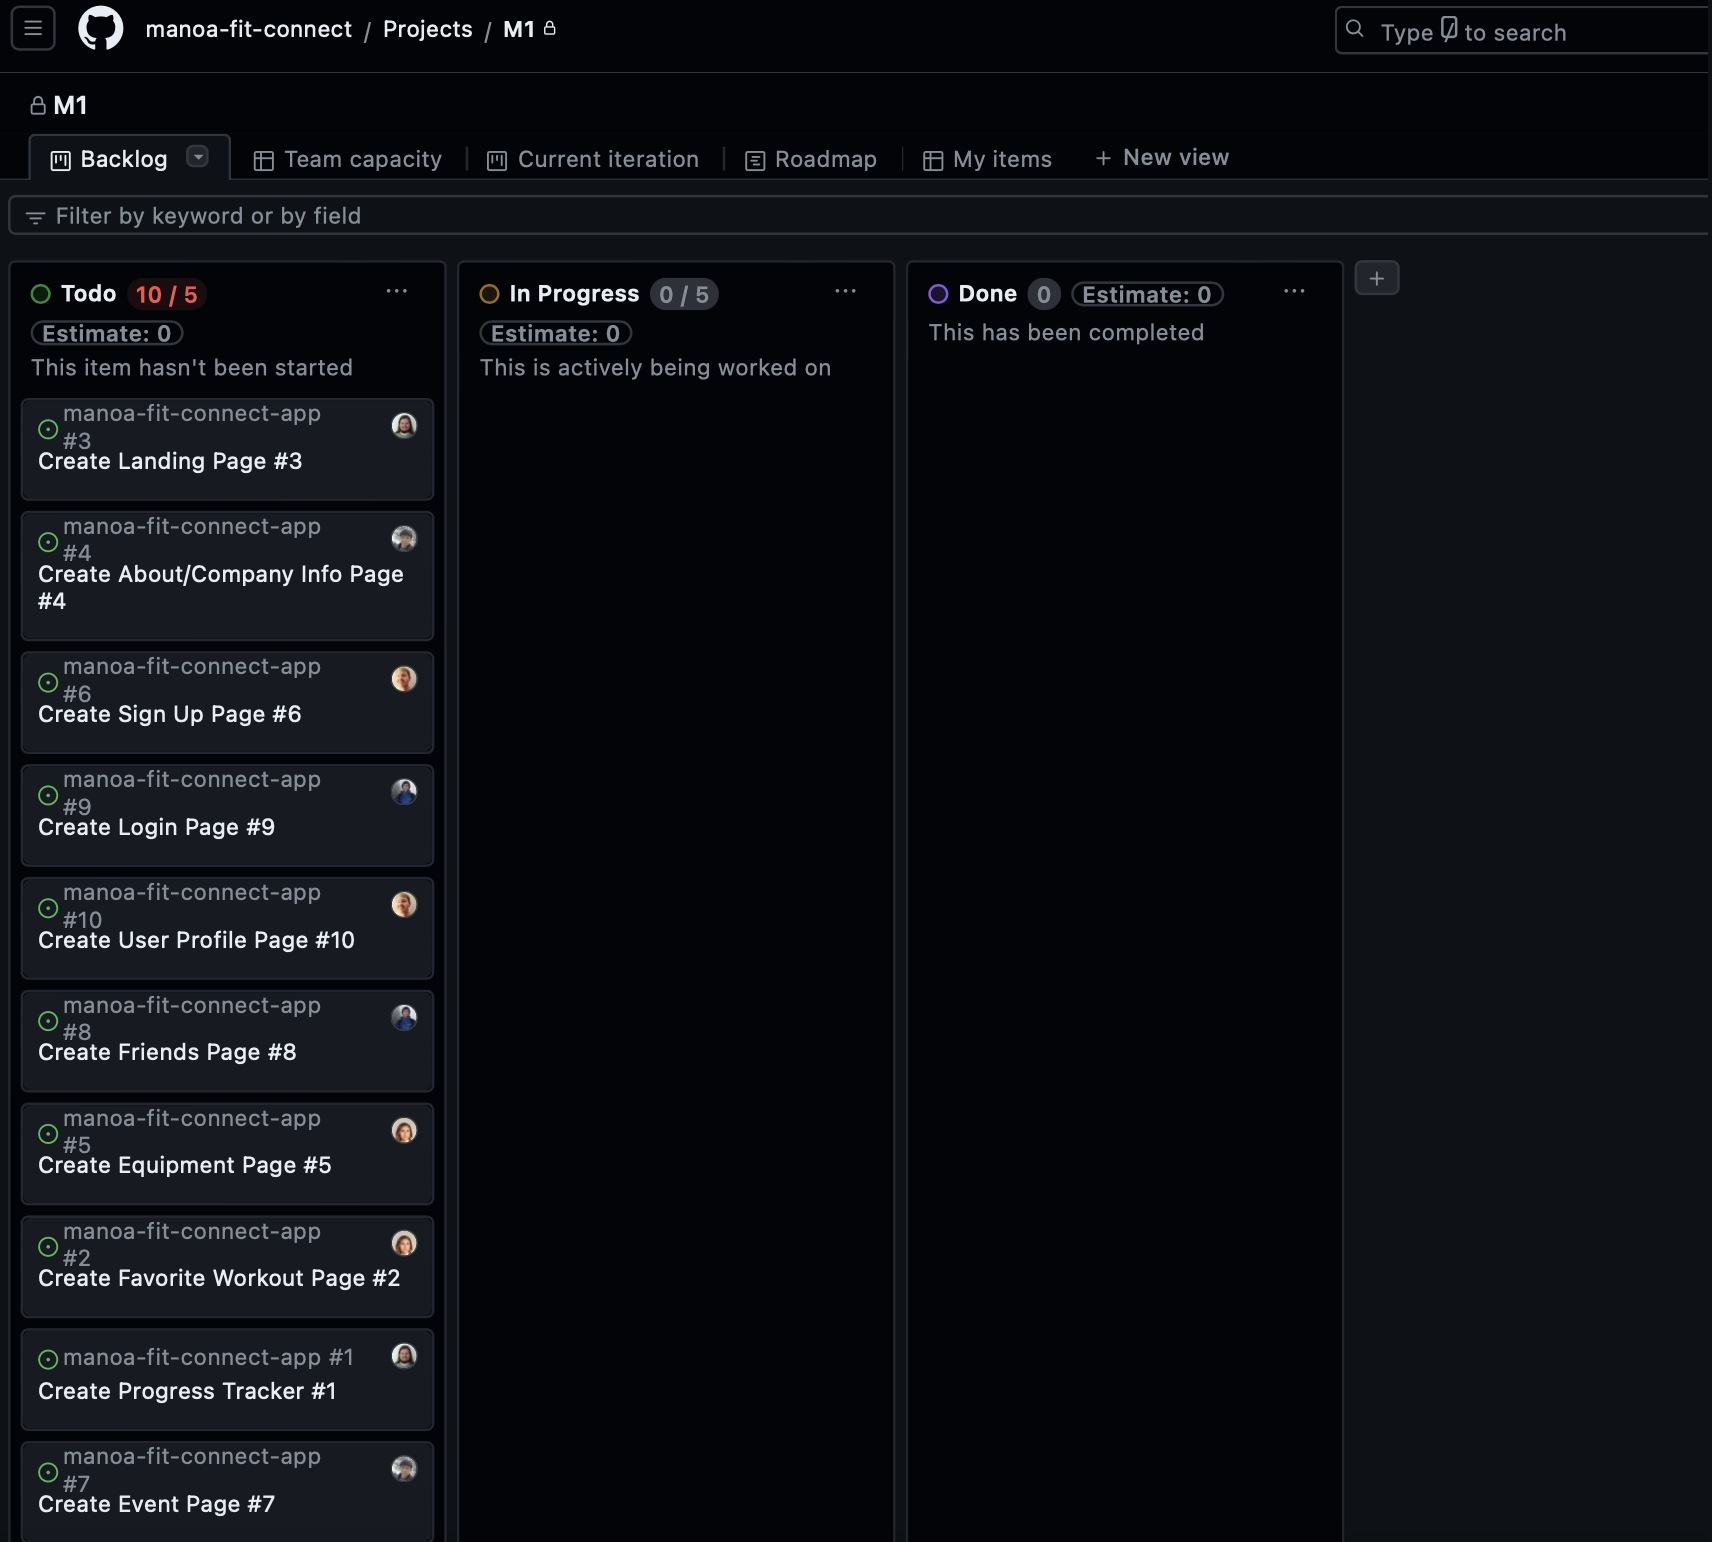 manoa-fit-connect / Projects / M1
Type / to search
M1
Backlog
Team capacity
Current iteration
Roadmap
My items
+ New view
Filter by keyword or by field
Todo 10 / 5
Estimate: 0
This item hasn't been started
manoa-fit-connect-app
#3
Create Landing Page #3
manoa-fit-connect-app
#4
Create About/Company Info Page
#4
manoa-fit-connect-app
#6
Create Sign Up Page #6
manoa-fit-connect-app
#9
Create Login Page #9
manoa-fit-connect-app
#10
Create User Profile Page #10
manoa-fit-connect-app
#8
Create Friends Page #8
manoa-fit-connect-app
#5
Create Equipment Page #5
manoa-fit-connect-app
#2
Create Favorite Workout Page #2
manoa-fit-connect-app #1
Create Progress Tracker #1
manoa-fit-connect-app
#7
Create Event Page #7
In Progress 0 / 5
Estimate: 0
This is actively being worked on
Done 0 Estimate: 0
This has been completed